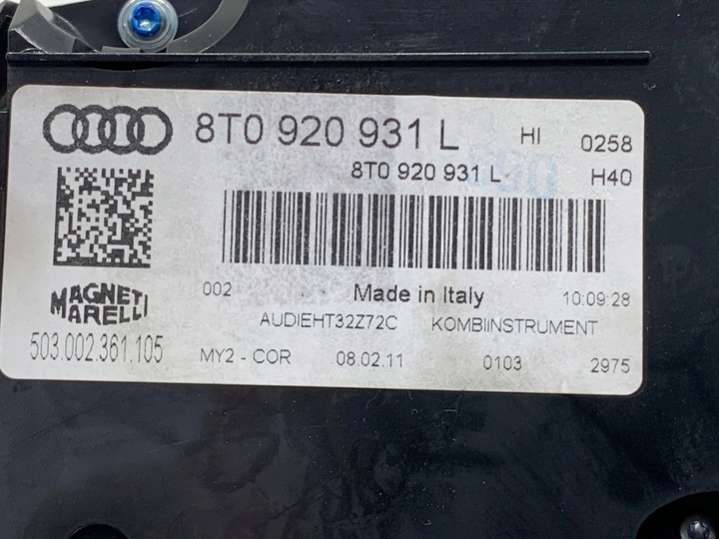 8T0 920 931 L HI 0258
8T0 920 931 L H40
MAGNETI
MARELLI
503.002.361.105
002 Made in Italy 10:09:28
AUDIEHT32Z72C KOMBIINSTRUMENT
MY2 - COR 08.02.11 0103 2975